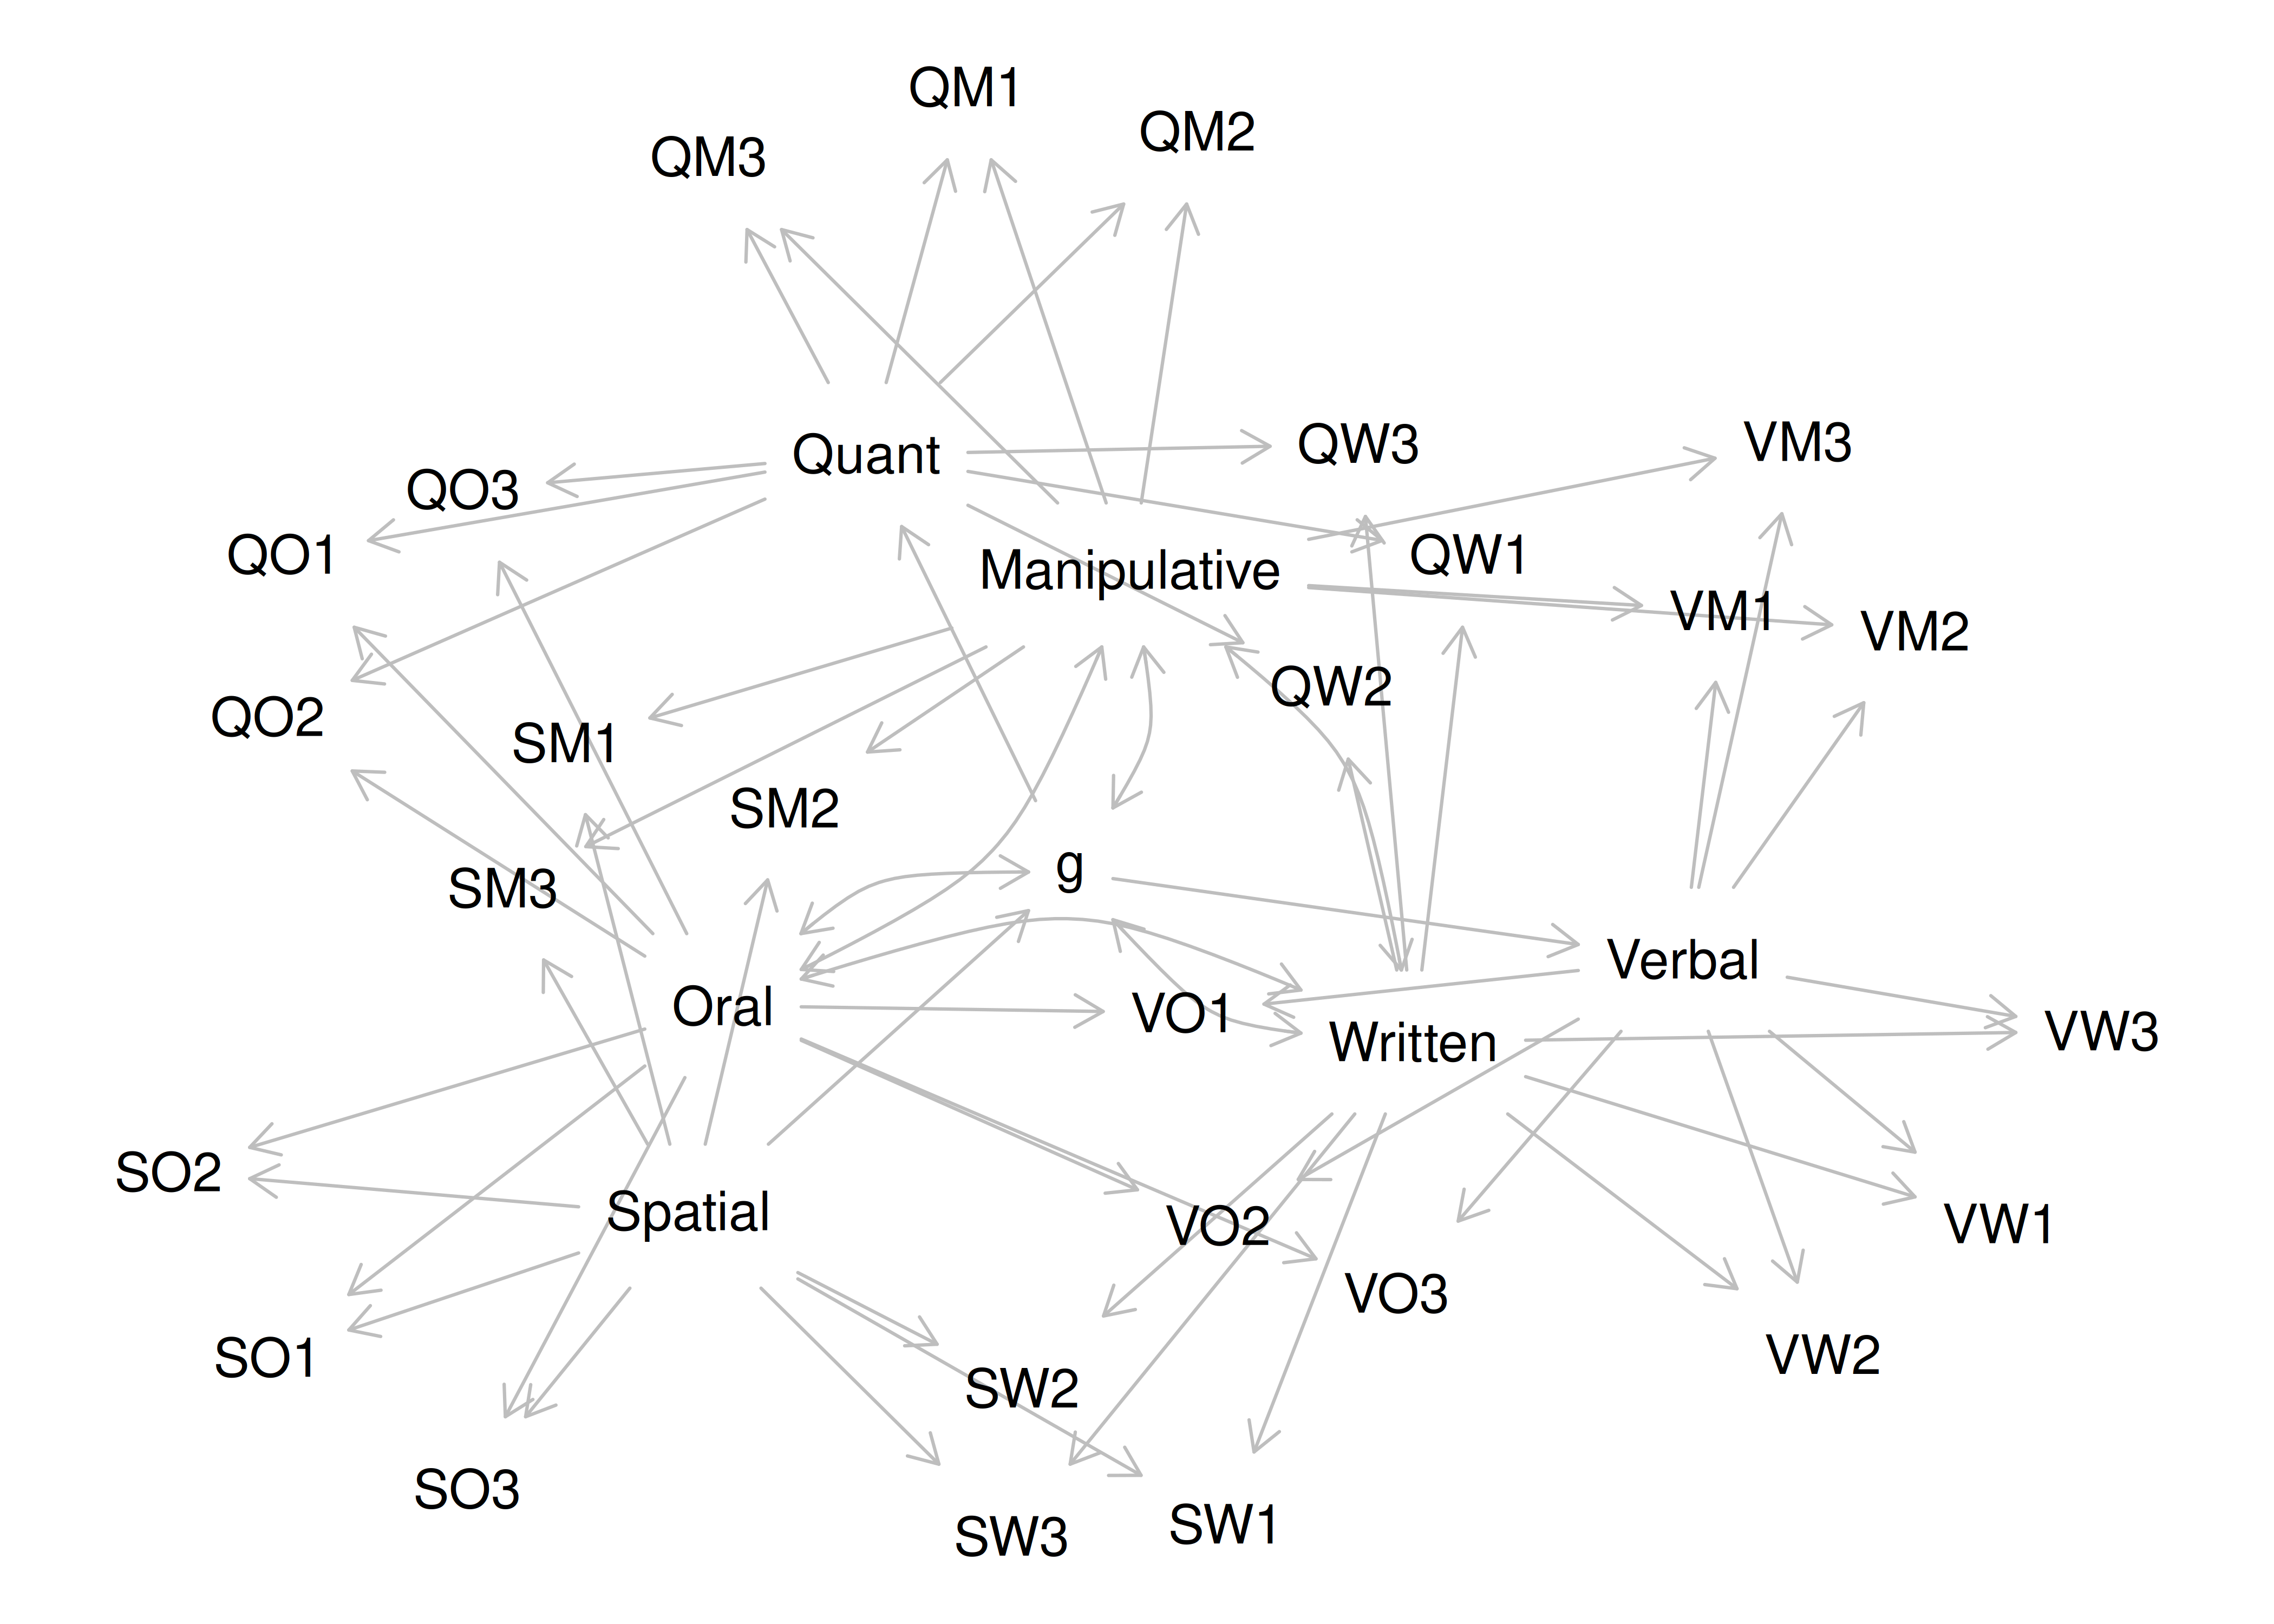 QM1
QM2
QM3
Quant
QW3
VM3
QO3
QO1
Manipulative
QW1
VM1
VM2
QO2
QW2
SM1
SM2
g
SM3
Verbal
Oral
VO1
Written
VW3
SO2
Spatial
VO2
VW1
VO3
SO1
VW2
SW2
SO3
SW3
SW1